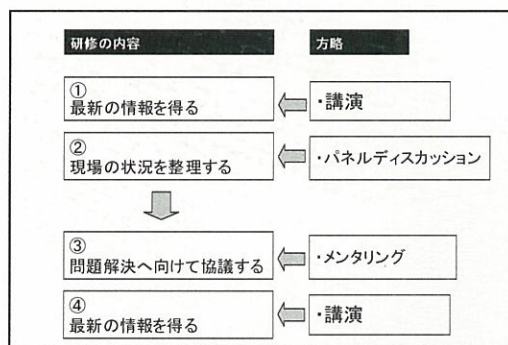 研修の内容
方略
①
最新の情報を得る
・講演
②
現場の状況を整理する
・パネルディスカッション
③
問題解決へ向けて協議する
・メンタリング
④
最新の情報を得る
・講演